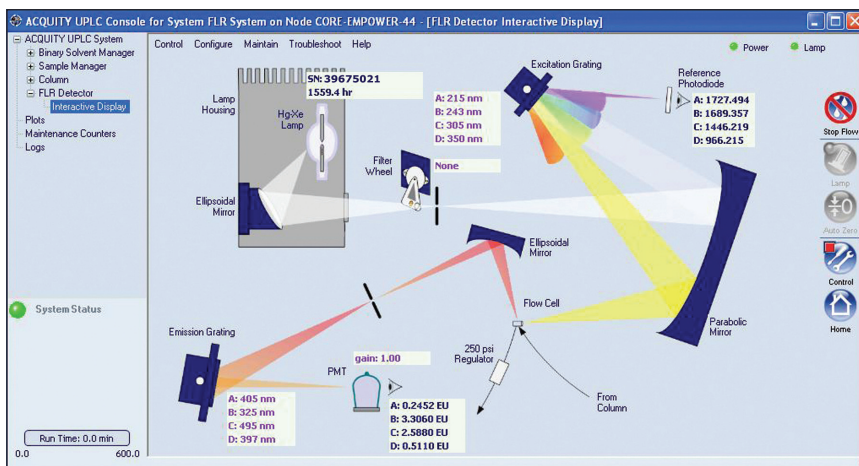 ACQUITY UPLC Console for System FLR System on Node CORE-EMPOWER-44 - [FLR Detector Interactive Display]
ACQUITY UPLC System
Binary Solvent Manager
Sample Manager
Column
FLR Detector
Interactive Display
Plots
Maintenance Counters
Logs
System Status
Run Time: 0.0 min
0.0 600.0
Control Configure Maintain Troubleshoot Help
Power Lamp
SN: 39675021
1559.4 hr
Lamp
Housing
Hg-Xe
Lamp
Ellipsoidal
Mirror
Filter
Wheel
None
A: 215 nm
B: 243 nm
C: 305 nm
D: 350 nm
Excitation Grating
Reference
Photodiode
A: 1727.494
B: 1689.357
C: 1446.219
D: 966.215
Ellipsoidal
Mirror
Flow Cell
Parabolic
Mirror
250 psi
Regulator
From
Column
Emission Grating
A: 405 nm
B: 325 nm
C: 495 nm
D: 397 nm
gain: 1.00
PMT
A: 0.2452 EU
B: 3.3060 EU
C: 2.5880 EU
D: 0.5110 EU
Stop Flow
Lamp
Auto Zero
Control
Home